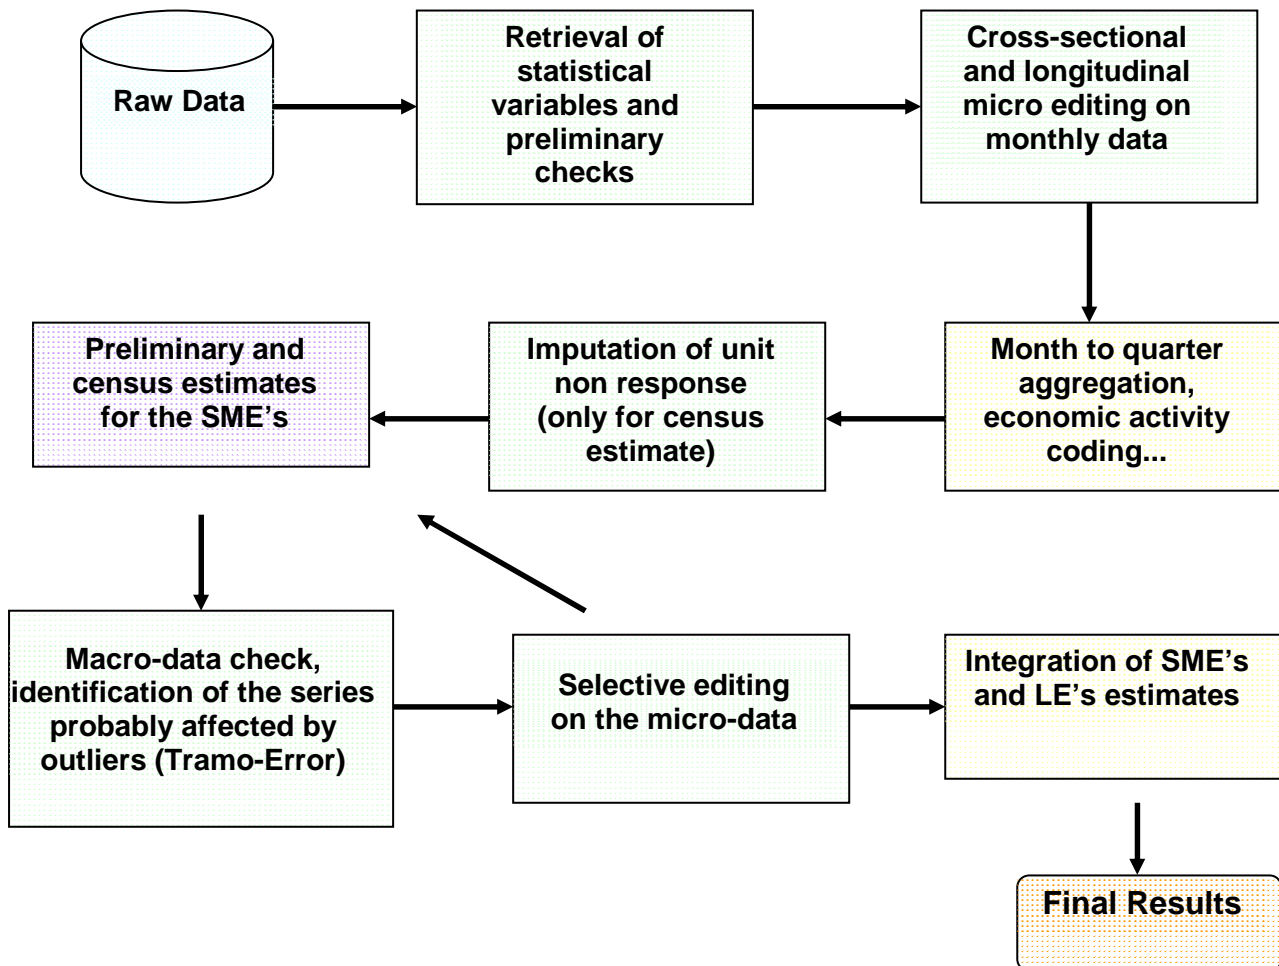 Raw Data
Retrieval of
statistical
variables and
preliminary
checks
Cross-sectional
and longitudinal
micro editing on
monthly data
Preliminary and
census estimates
for the SME’s
Imputation of unit
non response
(only for census
estimate)
Month to quarter
aggregation,
economic activity
coding...
Macro-data check,
identification of the series
probably affected by
outliers (Tramo-Error)
Selective editing
on the micro-data
Integration of SME’s
and LE’s estimates
Final Results